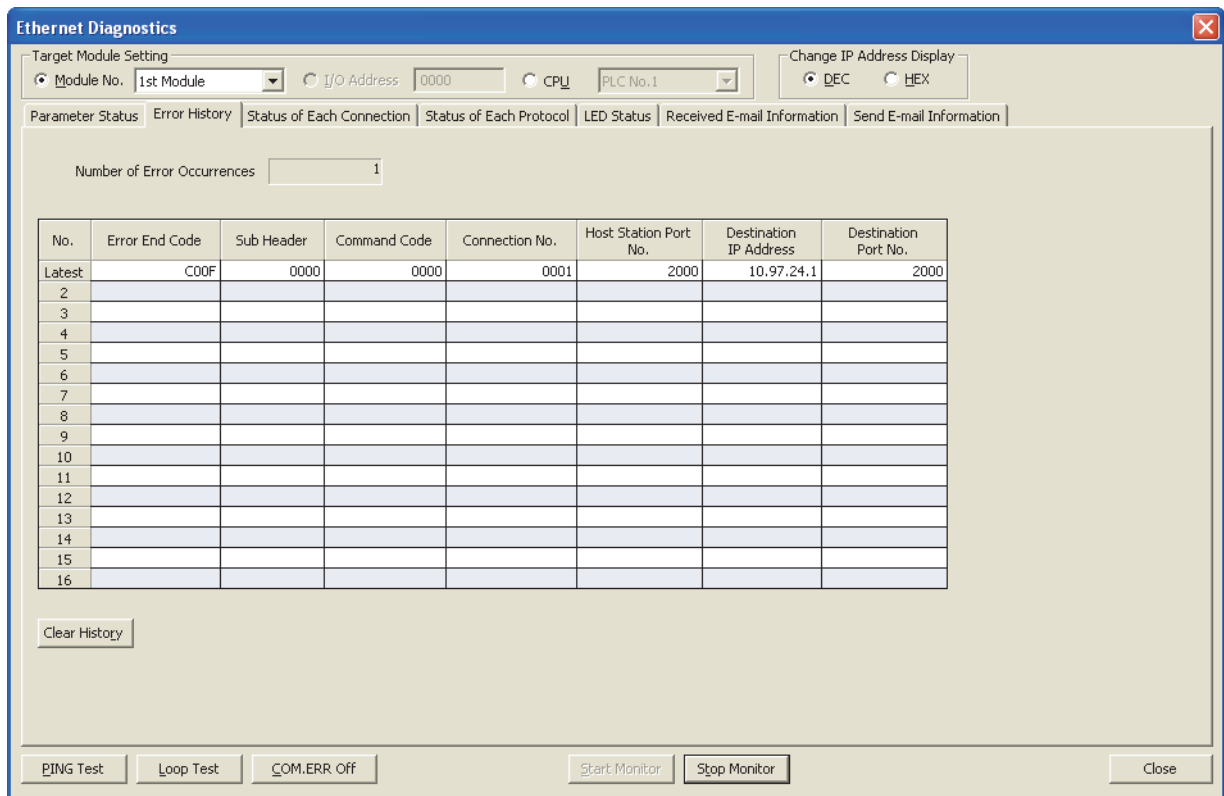 Ethernet Diagnostics
Target Module Setting
Change IP Address Display
Module No. 1st Module I/O Address 0000 CPU PLC No.1 DEC HEX
Parameter Status Error History Status of Each Connection Status of Each Protocol LED Status Received E-mail Information Send E-mail Information
Number of Error Occurrences 1
No. Error End Code Sub Header Command Code Connection No. Host Station Port No. Destination IP Address Destination Port No.
Latest C00F 0000 0000 0001 2000 10.97.24.1 2000
2
3
4
5
6
7
8
9
10
11
12
13
14
15
16
Clear History
PING Test Loop Test COM.ERR Off Start Monitor Stop Monitor Close